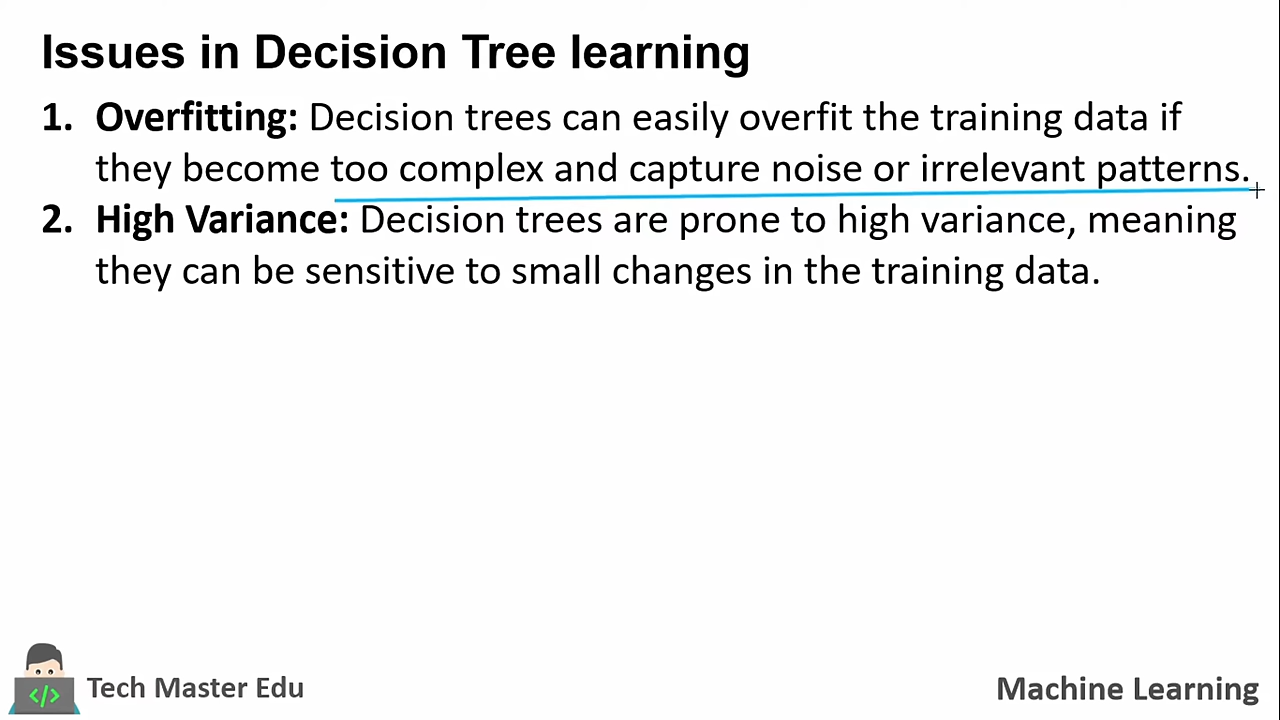 Issues in Decision Tree learning
1. Overfitting: Decision trees can easily overfit the training data if
they become too complex and capture noise or irrelevant patterns.
2. High Variance: Decision trees are prone to high variance, meaning
they can be sensitive to small changes in the training data.
</> Tech Master Edu
Machine Learning